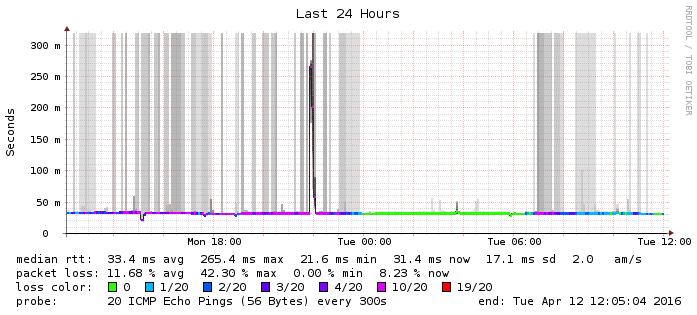 Last 24 Hours
RRDTOOL / TOBI OETIKER
Seconds
300 m
250 m
200 m
150 m
100 m
50 m
0
Mon 18:00 Tue 00:00 Tue 06:00 Tue 12:00
median rtt: 33.4 ms avg 265.4 ms max 21.6 ms min 31.4 ms now 17.1 ms sd 2.0 am/s
packet loss: 11.68 % avg 42.30 % max 0.00 % min 8.23 % now
loss color: 0 1/20 2/20 3/20 4/20 10/20 19/20
probe: 20 ICMP Echo Pings (56 Bytes) every 300s end: Tue Apr 12 12:05:04 2016